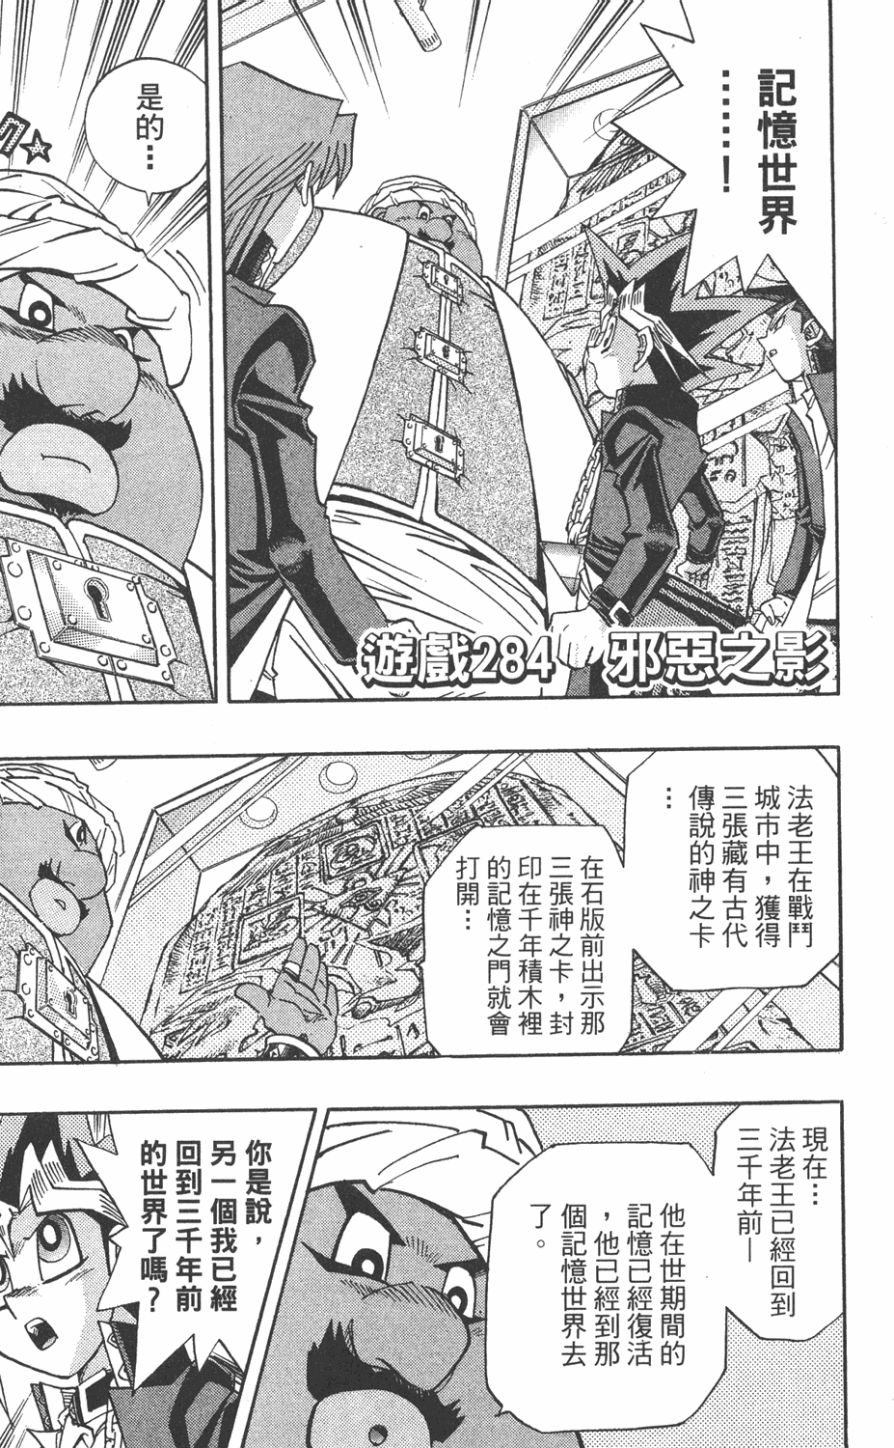 記憶世界
……！
是的…
遊戲284　邪惡之影
法老王在戰鬥
城市中，獲得
三張藏有古代
傳說的神之卡
…
在石版前出示那
三張神之卡，封
印在千年積木裡
的記憶之門就會
打開…
現在…
法老王已經回到
三千年前—
他在世期間的
記憶已經復活
，他已經到那
個記憶世界去
了。
你是說，
另一個我已經
回到三千年前
的世界了嗎？